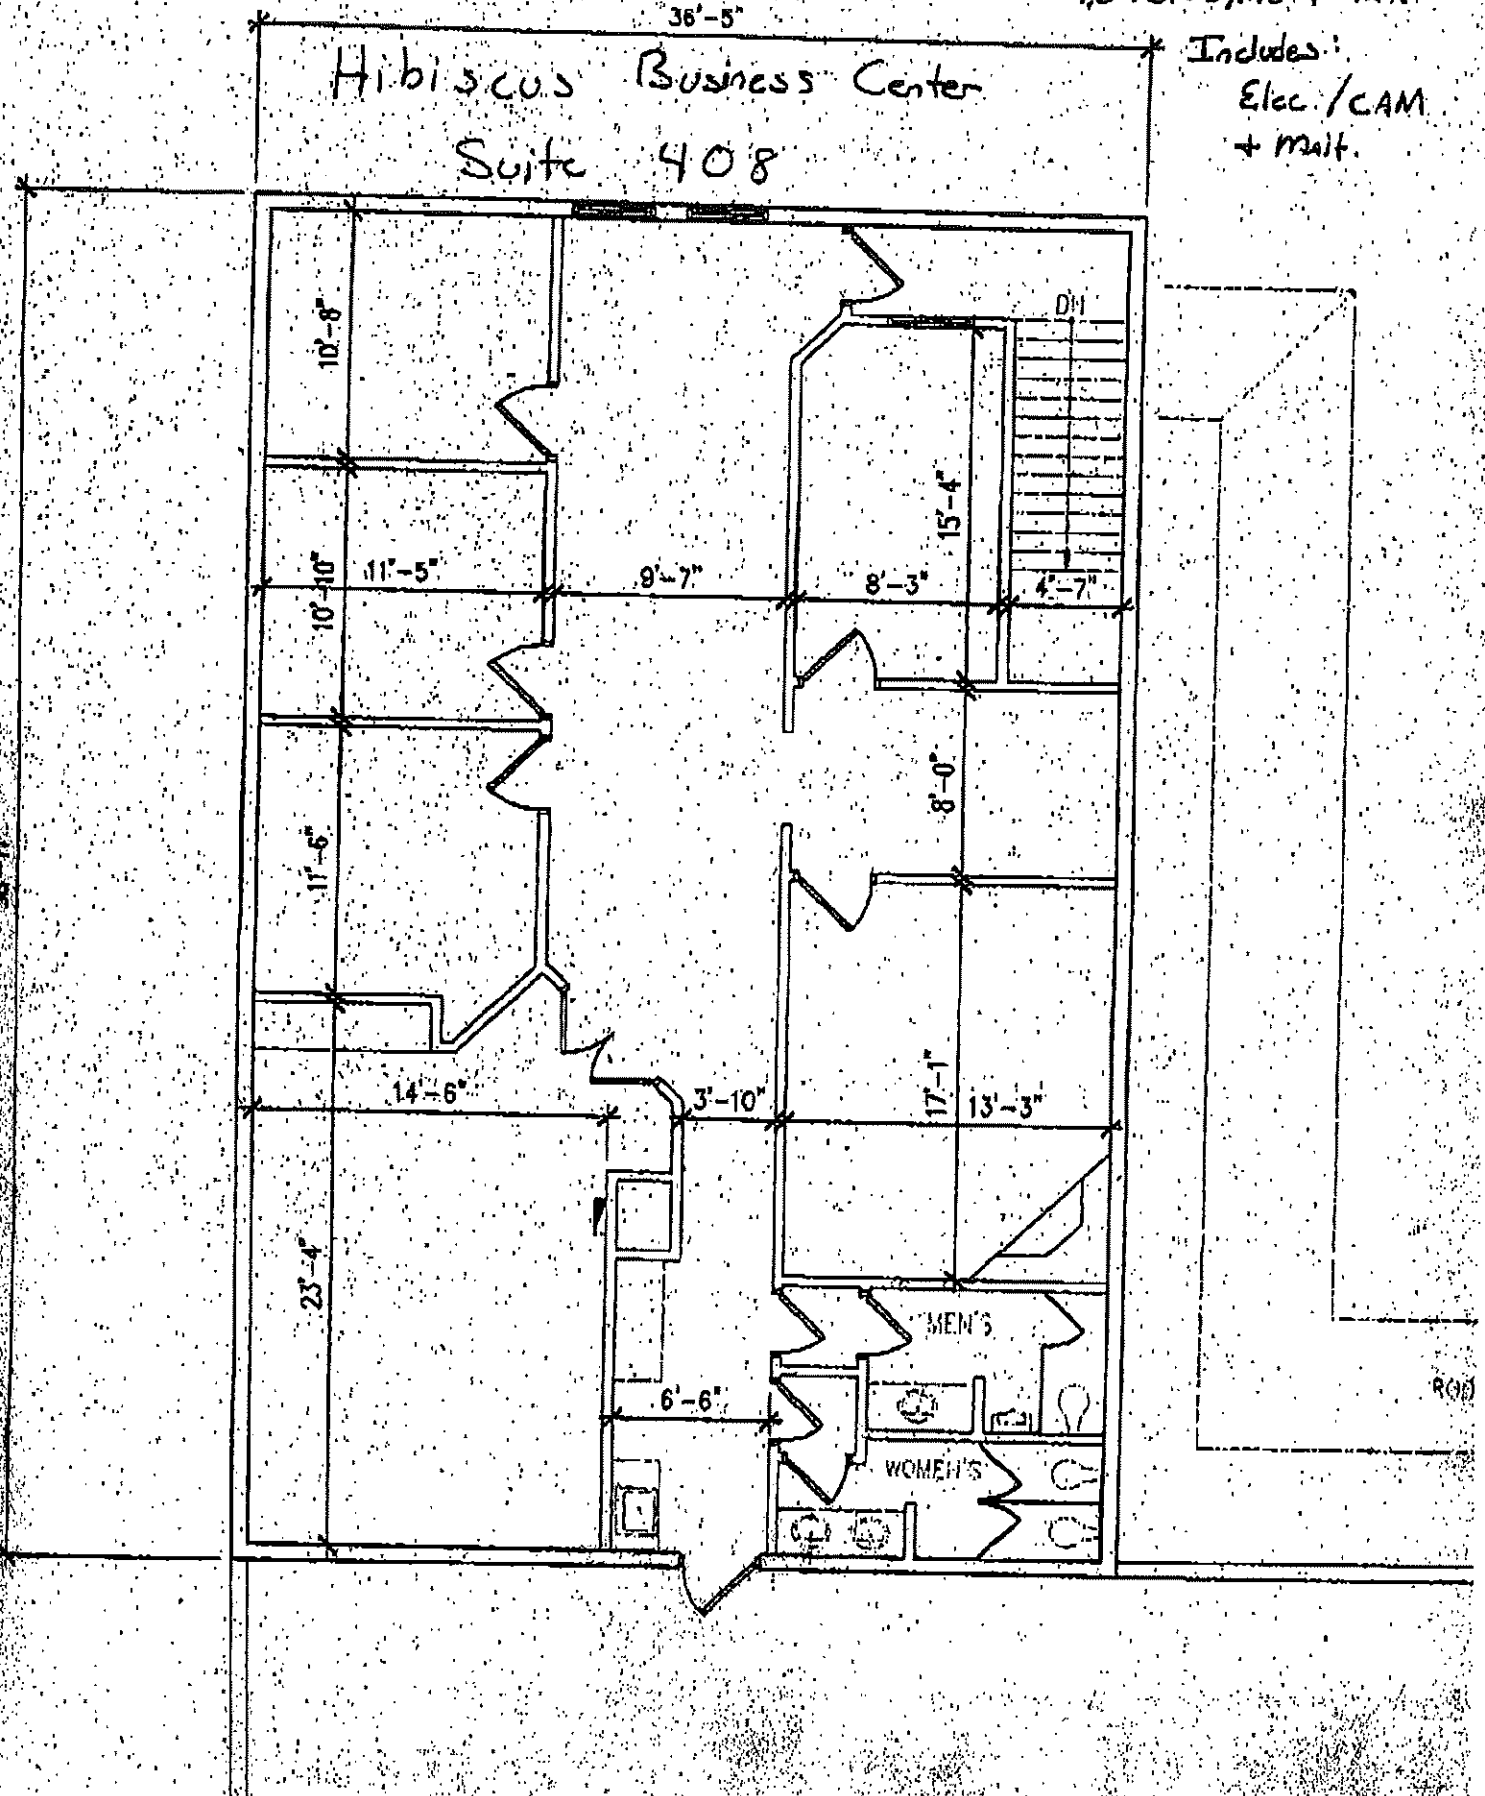 36'-5"
Includes:
Hibiscus Business Center
Elec./CAM
Suite 408
DN
10'-8"
15'-4"
10'-10"
11'-5"
9'-7"
8'-3"
4'-7"
8'-0"
11'-6"
14'-6"
3'-10"
17'-1"
13'-3"
23'-4"
MEN'S
6'-6"
WOMEN'S